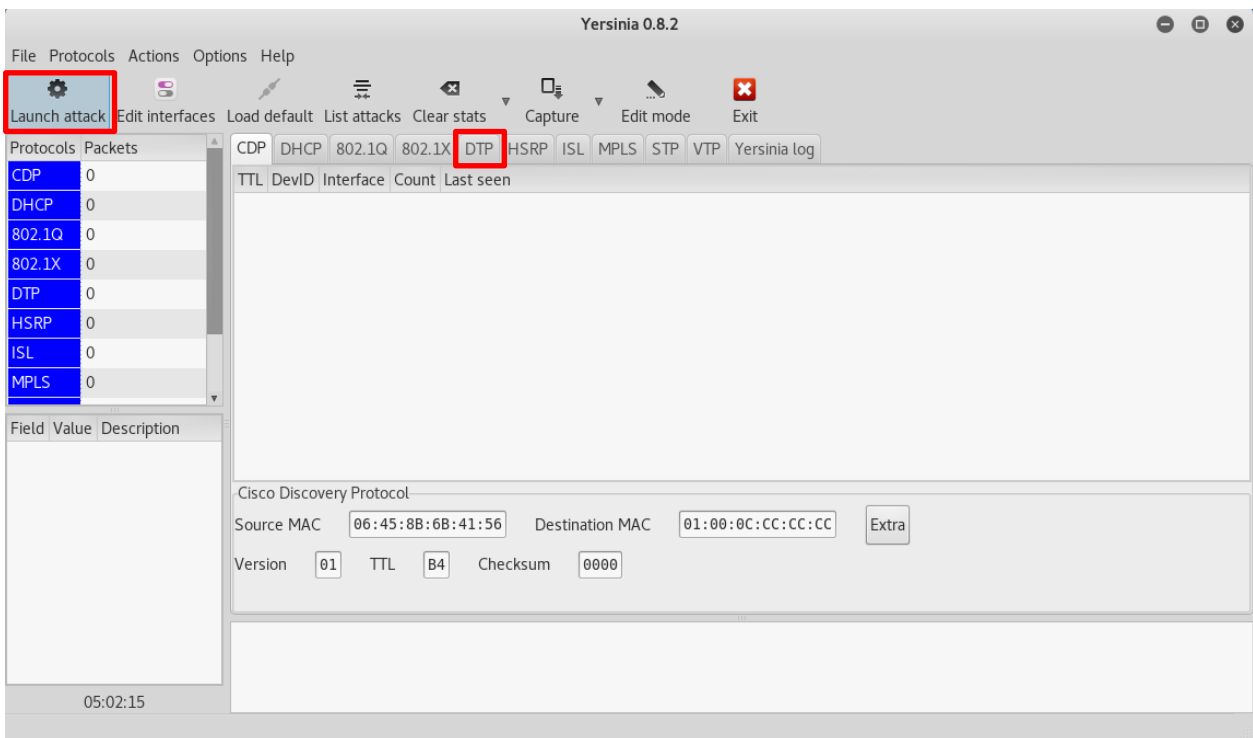 Yersinia 0.8.2
File Protocols Actions Options Help
Launch attack Edit interfaces Load default List attacks Clear stats Capture Edit mode Exit
Protocols Packets
CDP 0
DHCP 0
802.1Q 0
802.1X 0
DTP 0
HSRP 0
ISL 0
MPLS 0
Field Value Description
05:02:15
CDP DHCP 802.1Q 802.1X DTP HSRP ISL MPLS STP VTP Yersinia log
TTL DevID Interface Count Last seen
Cisco Discovery Protocol
Source MAC 06:45:8B:6B:41:56 Destination MAC 01:00:0C:CC:CC:CC Extra
Version 01 TTL B4 Checksum 0000